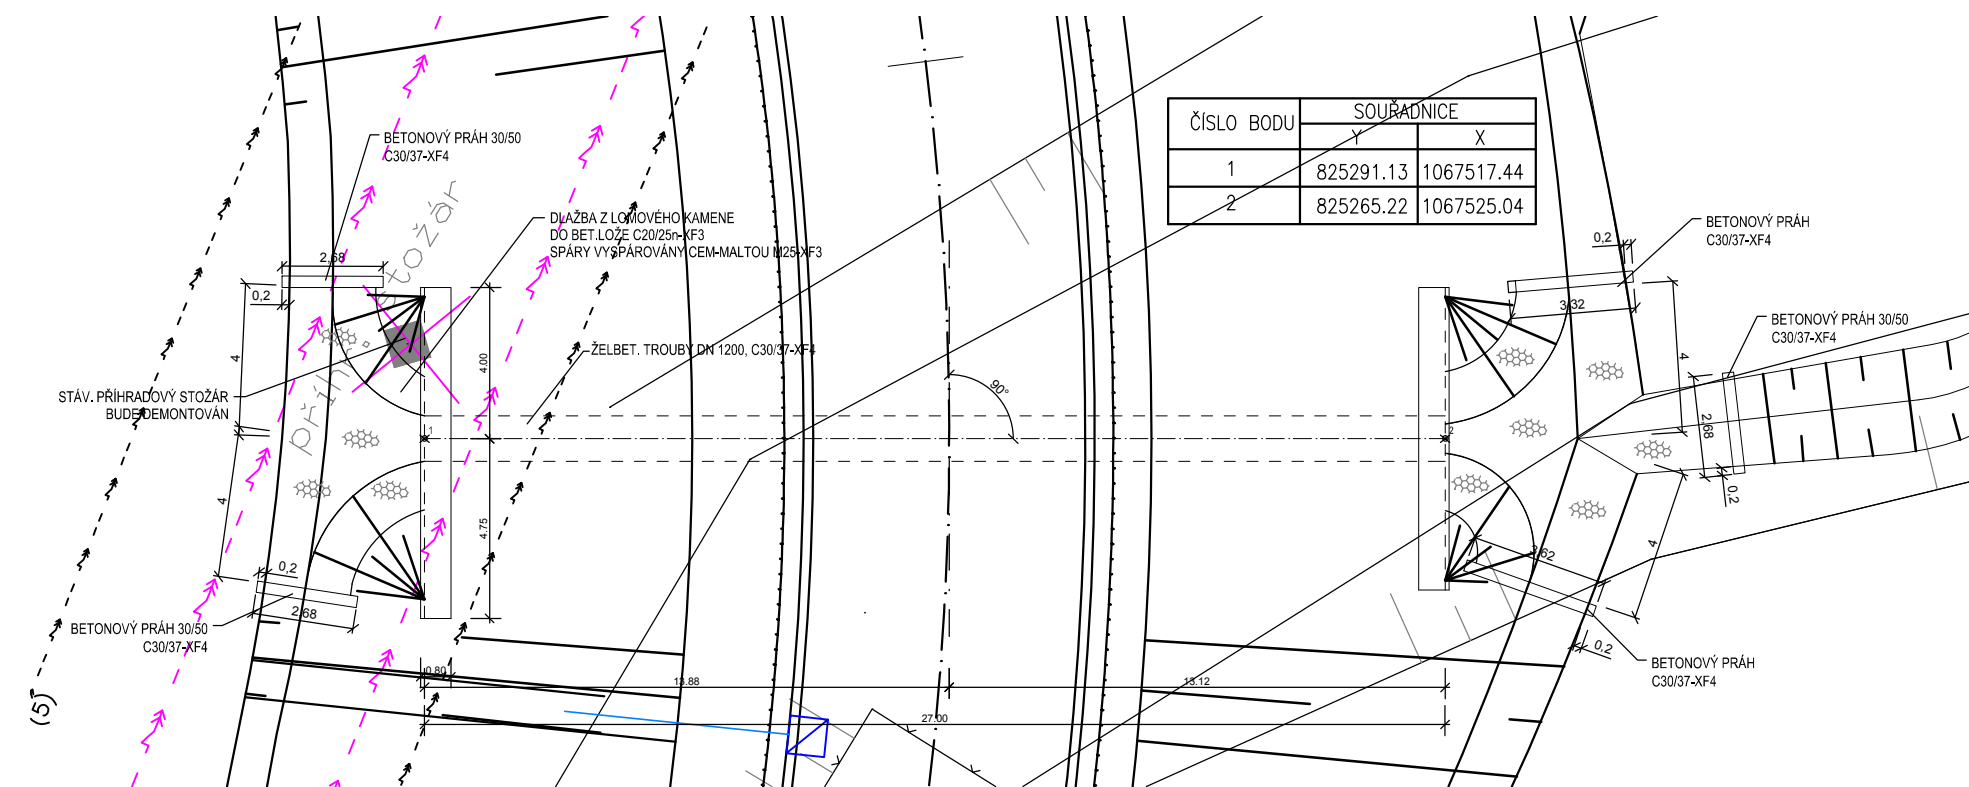 ČÍSLO BODU
SOUŘADNICE
Y
X
1
825291.13
1067517.44
2
825265.22
1067525.04
BETONOVÝ PRÁH 30/50
C30/37-XF4
DLAŽBA Z LOMOVÉHO KAMENE
DO BET.LOŽE C20/25n-XF3
SPÁRY VYSPÁROVÁNY CEM-MALTOU M25-XF3
BETONOVÝ PRÁH
C30/37-XF4
0,2
2,68
0,2
3,32
BETONOVÝ PRÁH 30/50
C30/37-XF4
příhr. stožár
ŽELBET. TROUBY DN 1200, C30/37-XF4
4
4.00
90°
4
STÁV. PŘÍHRADOVÝ STOŽÁR
BUDE DEMONTOVÁN
2,68
1
2
4
4.75
0,2
4
0,2
3,62
2,68
BETONOVÝ PRÁH 30/50
C30/37-XF4
0,2
BETONOVÝ PRÁH
C30/37-XF4
0.80
13.88
13.12
27.00
(5)